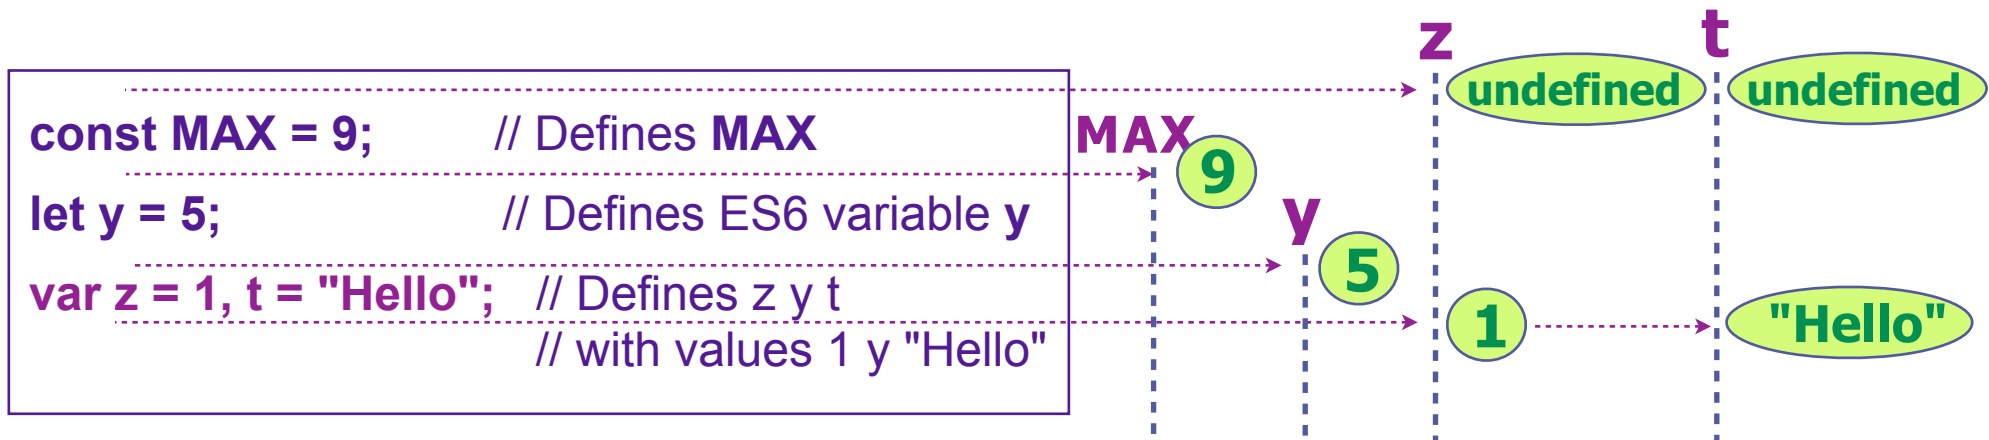 z t
undefined undefined
const MAX = 9; // Defines MAX MAX
9
let y = 5; // Defines ES6 variable y y
5
var z = 1, t = "Hello"; // Defines z y t
1 "Hello"
// with values 1 y "Hello"